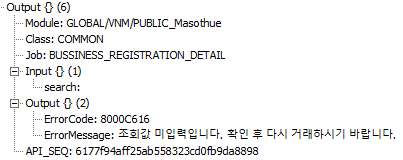 Output {} (6)
Module: GLOBAL/VNM/PUBLIC_Masothue
Class: COMMON
Job: BUSSINESS_REGISTRATION_DETAIL
Input {} (1)
search:
Output {} (2)
ErrorCode: 8000C616
ErrorMessage: 조회값 미입력입니다. 확인 후 다시 거래하시기 바랍니다.
API_SEQ: 6177f94aff25ab558323cd0fb9da8898